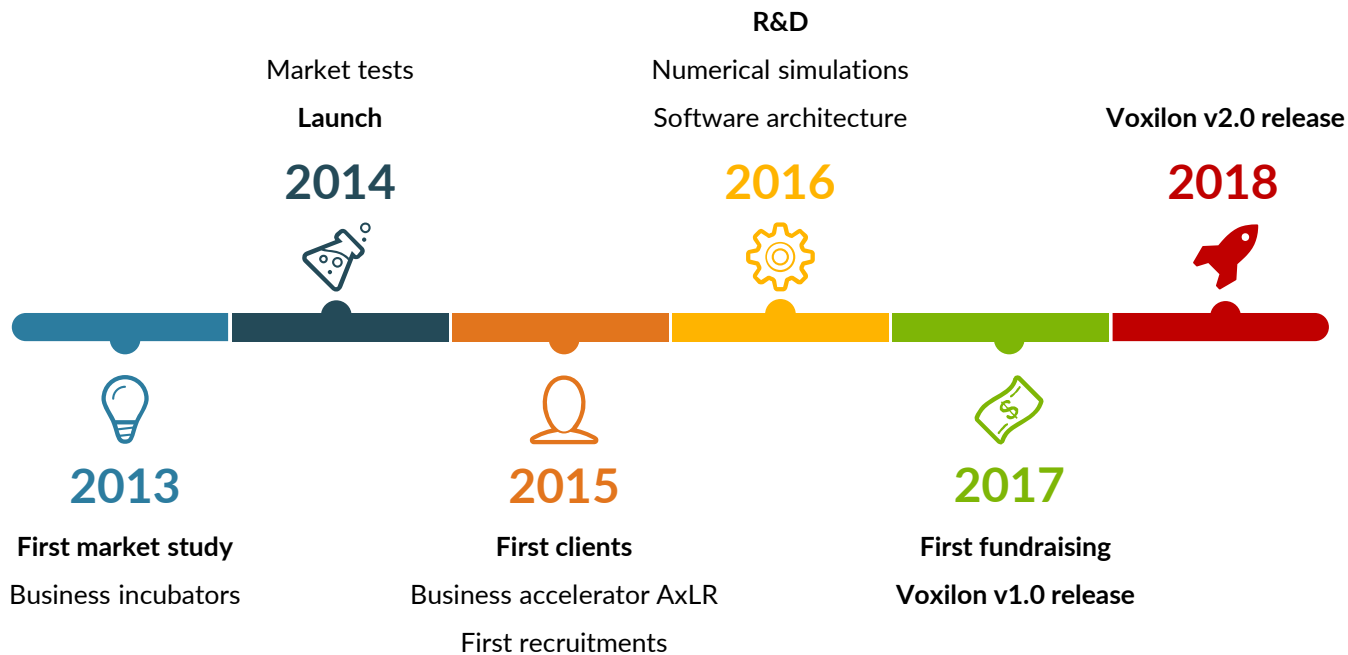 R&D
Market tests
Numerical simulations
Launch
Software architecture
Voxilon v2.0 release
2014
2016
2018
$
2013
2015
2017
First market study
First clients
First fundraising
Business incubators
Business accelerator AxLR
Voxilon v1.0 release
First recruitments